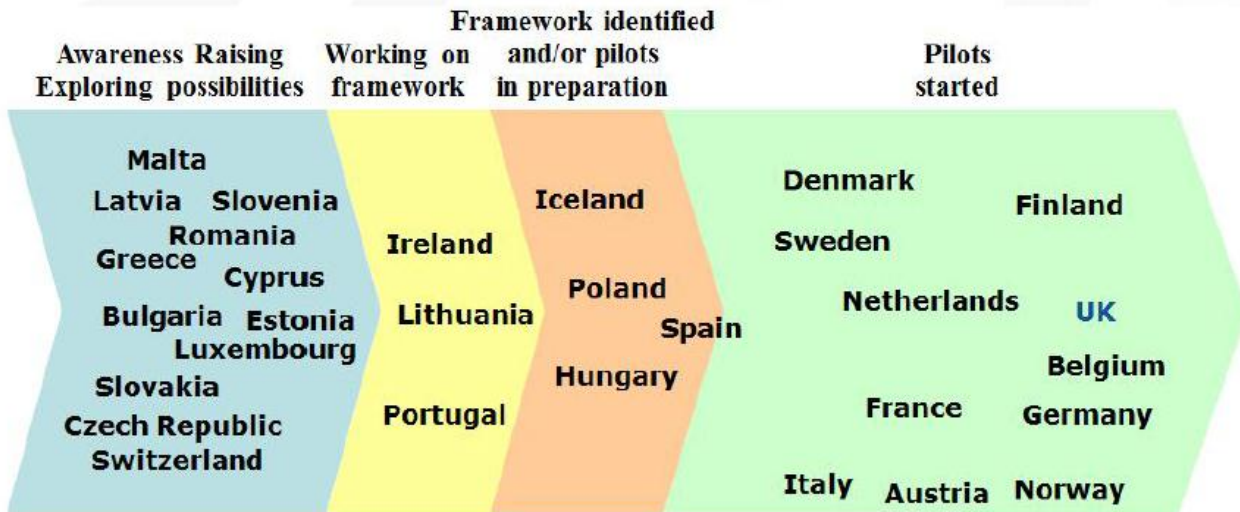 Awareness Raising
Exploring possibilities
Working on
framework
Framework identified
and/or pilots
in preparation
Pilots
started
Malta
Latvia Slovenia
Romania
Greece
Cyprus
Bulgaria Estonia
Luxembourg
Slovakia
Czech Republic
Switzerland
Ireland
Lithuania
Portugal
Iceland
Poland
Spain
Hungary
Denmark
Finland
Sweden
Netherlands
UK
Belgium
France
Germany
Italy
Austria
Norway